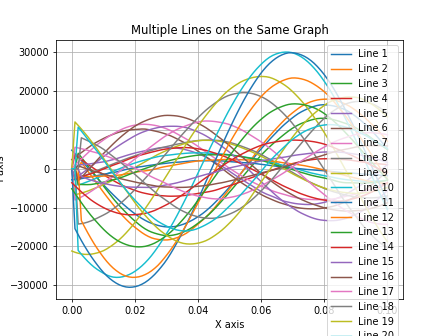 Multiple Lines on the Same Graph
30000
20000
10000
0
−10000
−20000
−30000
0.00
0.02
0.04
0.06
0.08
X axis
Line 1
Line 2
Line 3
Line 4
Line 5
Line 6
Line 7
Line 8
Line 9
Line 10
Line 11
Line 12
Line 13
Line 14
Line 15
Line 16
Line 17
Line 18
Line 19
Line 20